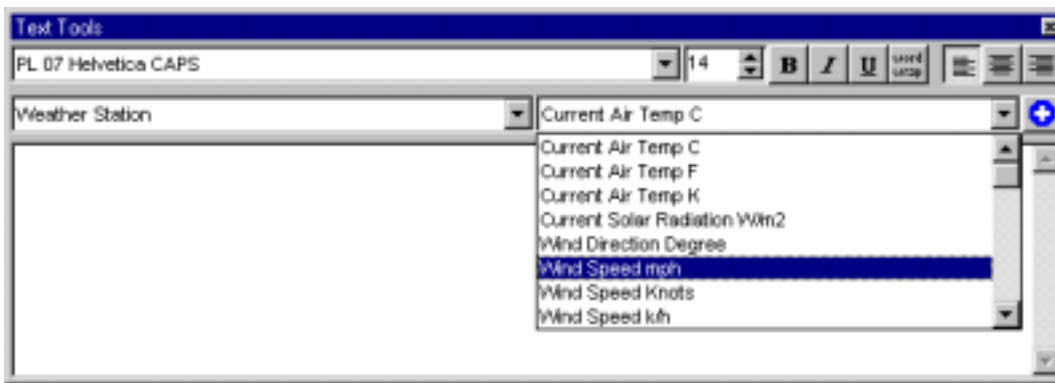 Text Tools
PL 07 Helvetica CAPS 14 B I U word wrap
Weather Station Current Air Temp C
Current Air Temp C
Current Air Temp F
Current Air Temp K
Current Solar Radiation W/m2
Wind Direction Degree
Wind Speed mph
Wind Speed Knots
Wind Speed k/h